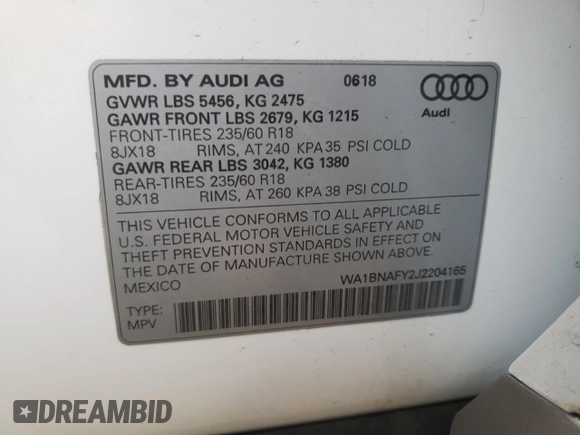 MFD. BY AUDI AG 0618
GVWR LBS 5456, KG 2475
GAWR FRONT LBS 2679, KG 1215
FRONT-TIRES 235/60 R18
8JX18 RIMS, AT 240 KPA 35 PSI COLD
GAWR REAR LBS 3042, KG 1380
REAR-TIRES 235/60 R18
8JX18 RIMS, AT 260 KPA 38 PSI COLD
Audi
THIS VEHICLE CONFORMS TO ALL APPLICABLE
U.S. FEDERAL MOTOR VEHICLE SAFETY AND
THEFT PREVENTION STANDARDS IN EFFECT ON
THE DATE OF MANUFACTURE SHOWN ABOVE.
MEXICO WA1BNAFY2J2204165
TYPE:
MPV
DREAMBID